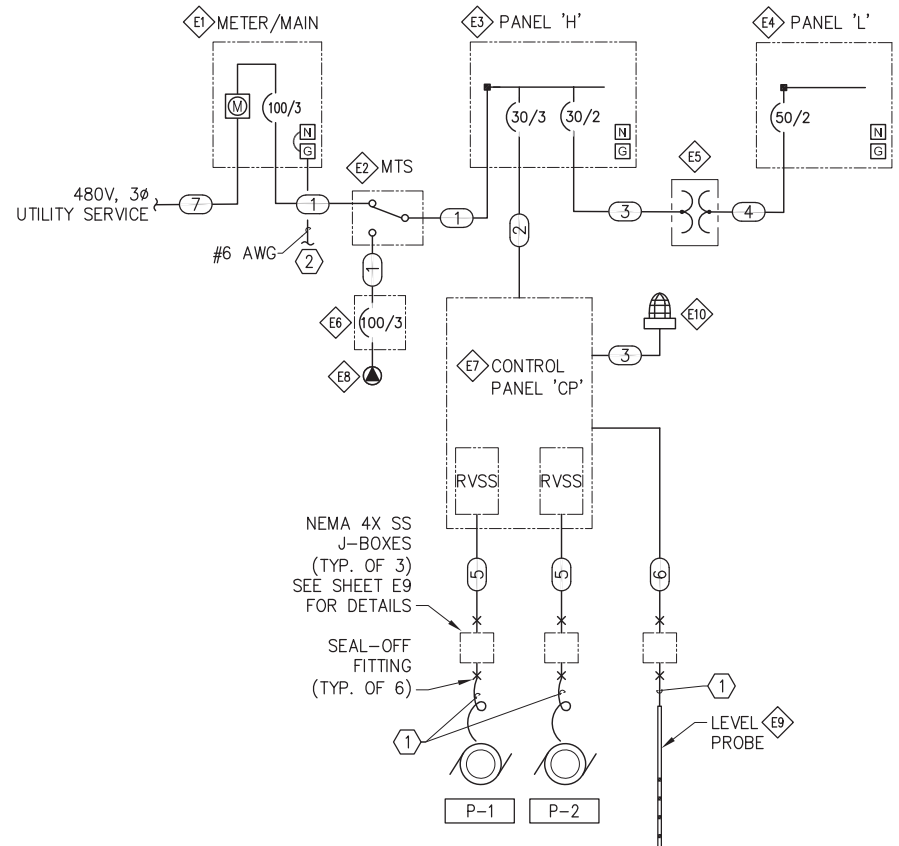 E1 METER/MAIN
E3 PANEL 'H'
E4 PANEL 'L'
M
100/3
N
G
30/3
30/2
N
G
50/2
N
G
E2 MTS
E5
480V, 3ø
UTILITY SERVICE
7
1
1
3
4
#6 AWG
2
2
1
E6
100/3
E8
E10
3
E7 CONTROL
PANEL 'CP'
RVSS
RVSS
NEMA 4X SS
J-BOXES
(TYP. OF 3)
SEE SHEET E9
FOR DETAILS
5
5
6
SEAL-OFF
FITTING
(TYP. OF 6)
1
1
LEVEL E9
PROBE
P-1
P-2